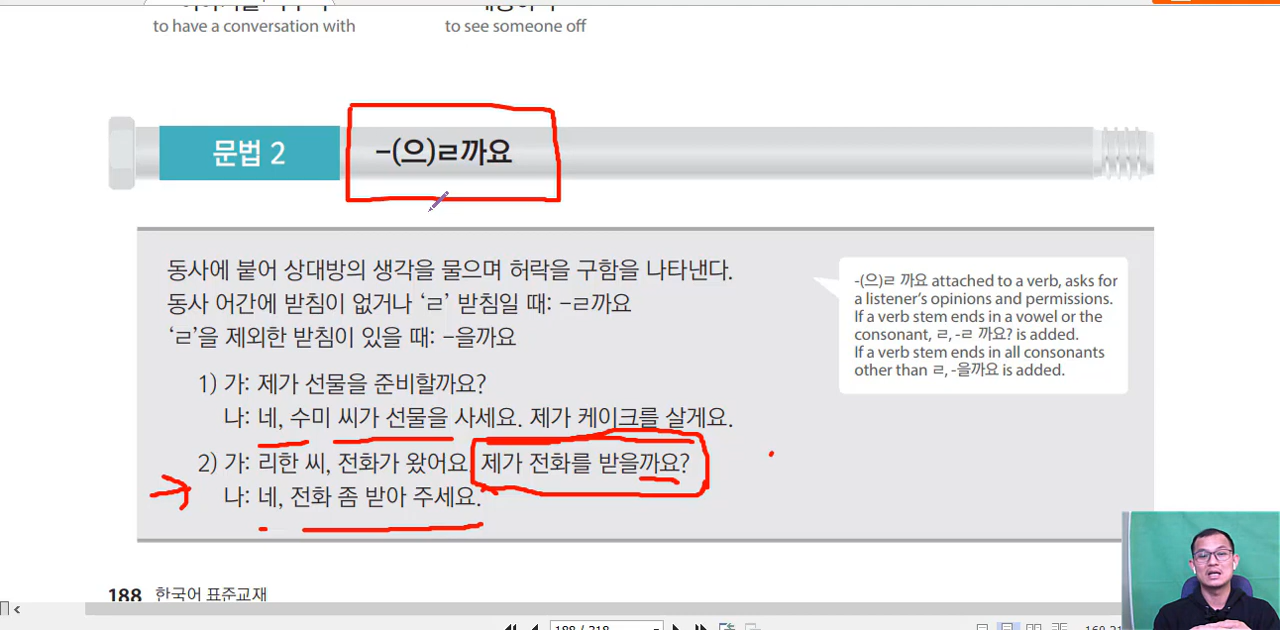 to have a conversation with
to see someone off
문법 2
-(으)ㄹ까요
동사에 붙어 상대방의 생각을 물으며 허락을 구함을 나타낸다.
동사 어간에 받침이 없거나 ‘ㄹ’ 받침일 때: -ㄹ까요
‘ㄹ’을 제외한 받침이 있을 때: -을까요
-(으)ㄹ 까요 attached to a verb, asks for
a listener's opinions and permissions.
If a verb stem ends in a vowel or the
consonant, ㄹ, -ㄹ 까요? is added.
If a verb stem ends in all consonants
other than ㄹ, -을까요 is added.
1) 가: 제가 선물을 준비할까요?
나: 네, 수미 씨가 선물을 사세요. 제가 케이크를 살게요.
2) 가: 리한 씨, 전화가 왔어요. 제가 전화를 받을까요?
나: 네, 전화 좀 받아 주세요.
188 한국어 표준교재
188 / 218